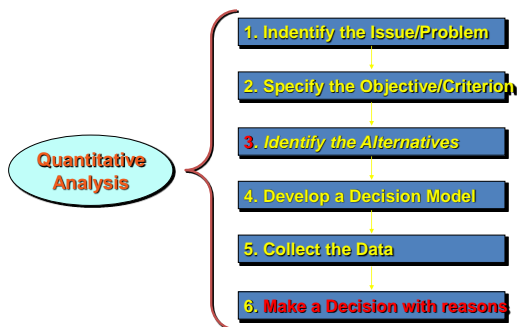 1. Indentify the Issue/Problem
2. Specify the Objective/Criterion
3. Identify the Alternatives
Quantitative
Analysis
4. Develop a Decision Model
5. Collect the Data
6. Make a Decision with reasons